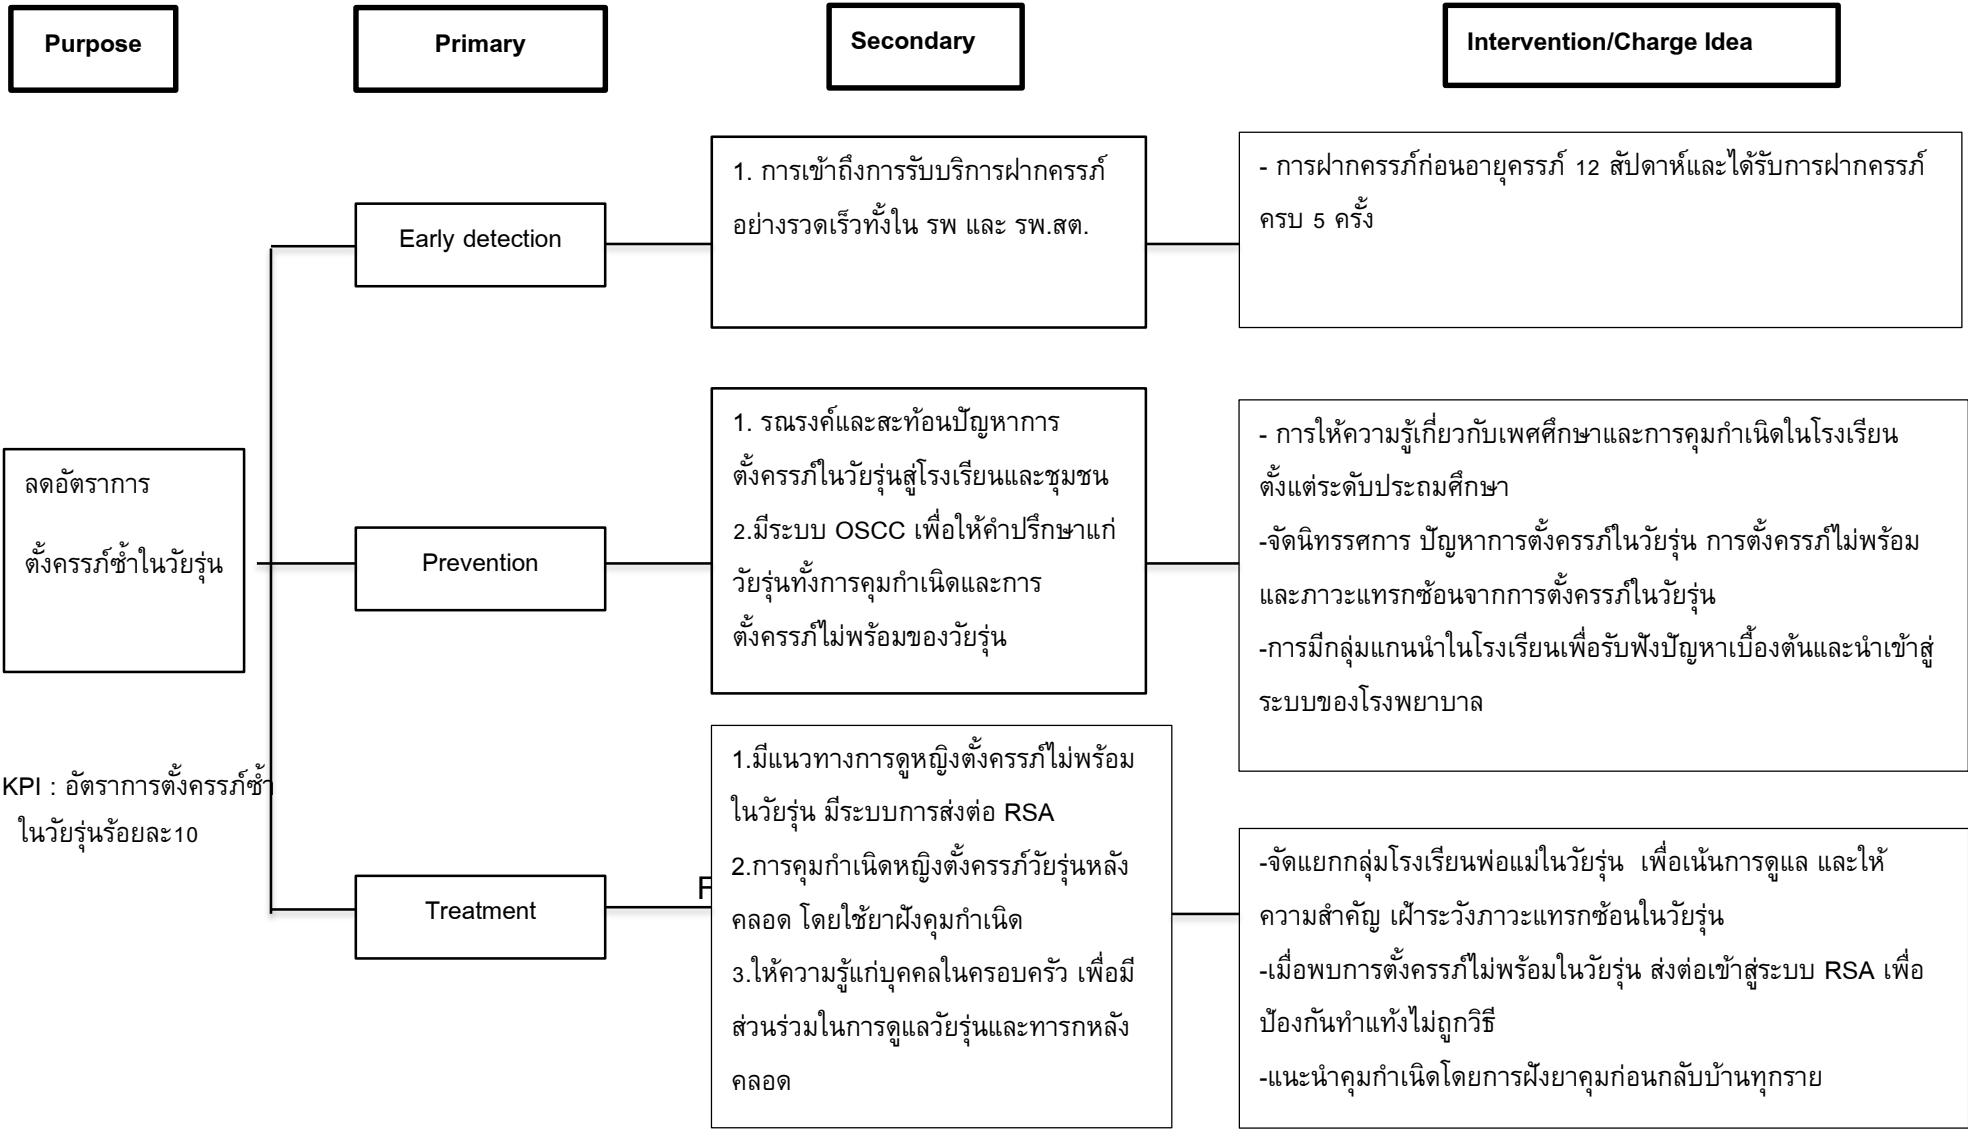 Purpose
Primary
Secondary
Intervention/Charge Idea
ลดอัตราการ
ตั้งครรภ์ซ้ำในวัยรุ่น
KPI : อัตราการตั้งครรภ์ซ้ำ
ในวัยรุ่นร้อยละ10
Early detection
1. การเข้าถึงการรับบริการฝากครรภ์
อย่างรวดเร็วทั้งใน รพ และ รพ.สต.
- การฝากครรภ์ก่อนอายุครรภ์ 12 สัปดาห์และได้รับการฝากครรภ์
ครบ 5 ครั้ง
Prevention
1. รณรงค์และสะท้อนปัญหาการ
ตั้งครรภ์ในวัยรุ่นสู่โรงเรียนและชุมชน
2.มีระบบ OSCC เพื่อให้คำปรึกษาแก่
วัยรุ่นทั้งการคุมกำเนิดและการ
ตั้งครรภ์ไม่พร้อมของวัยรุ่น
- การให้ความรู้เกี่ยวกับเพศศึกษาและการคุมกำเนิดในโรงเรียน
ตั้งแต่ระดับประถมศึกษา
-จัดนิทรรศการ ปัญหาการตั้งครรภ์ในวัยรุ่น การตั้งครรภ์ไม่พร้อม
และภาวะแทรกซ้อนจากการตั้งครรภ์ในวัยรุ่น
-การมีกลุ่มแกนนำในโรงเรียนเพื่อรับฟังปัญหาเบื้องต้นและนำเข้าสู่
ระบบของโรงพยาบาล
Treatment
1.มีแนวทางการดูหญิงตั้งครรภ์ไม่พร้อม
ในวัยรุ่น มีระบบการส่งต่อ RSA
2.การคุมกำเนิดหญิงตั้งครรภ์วัยรุ่นหลัง
คลอด โดยใช้ยาฝังคุมกำเนิด
3.ให้ความรู้แก่บุคคลในครอบครัว เพื่อมี
ส่วนร่วมในการดูแลวัยรุ่นและทารกหลัง
คลอด
-จัดแยกกลุ่มโรงเรียนพ่อแม่ในวัยรุ่น เพื่อเน้นการดูแล และให้
ความสำคัญ เฝ้าระวังภาวะแทรกซ้อนในวัยรุ่น
-เมื่อพบการตั้งครรภ์ไม่พร้อมในวัยรุ่น ส่งต่อเข้าสู่ระบบ RSA เพื่อ
ป้องกันทำแท้งไม่ถูกวิธี
-แนะนำคุมกำเนิดโดยการฝังยาคุมก่อนกลับบ้านทุกราย